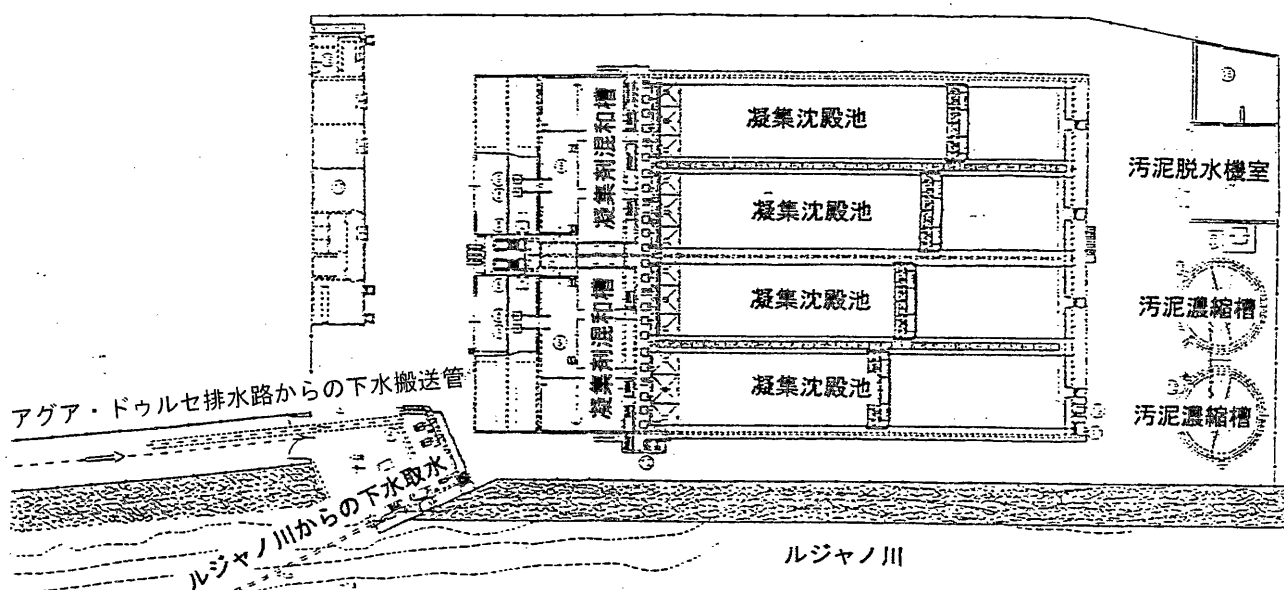 凝集剤混和槽
凝集沈殿池
凝集沈殿池
汚泥脱水機室
凝集剤混和槽
凝集沈殿池
汚泥濃縮槽
凝集沈殿池
汚泥濃縮槽
アグア・ドゥルセ排水路からの下水搬送管
ルジャノ川からの下水取水
ルジャノ川